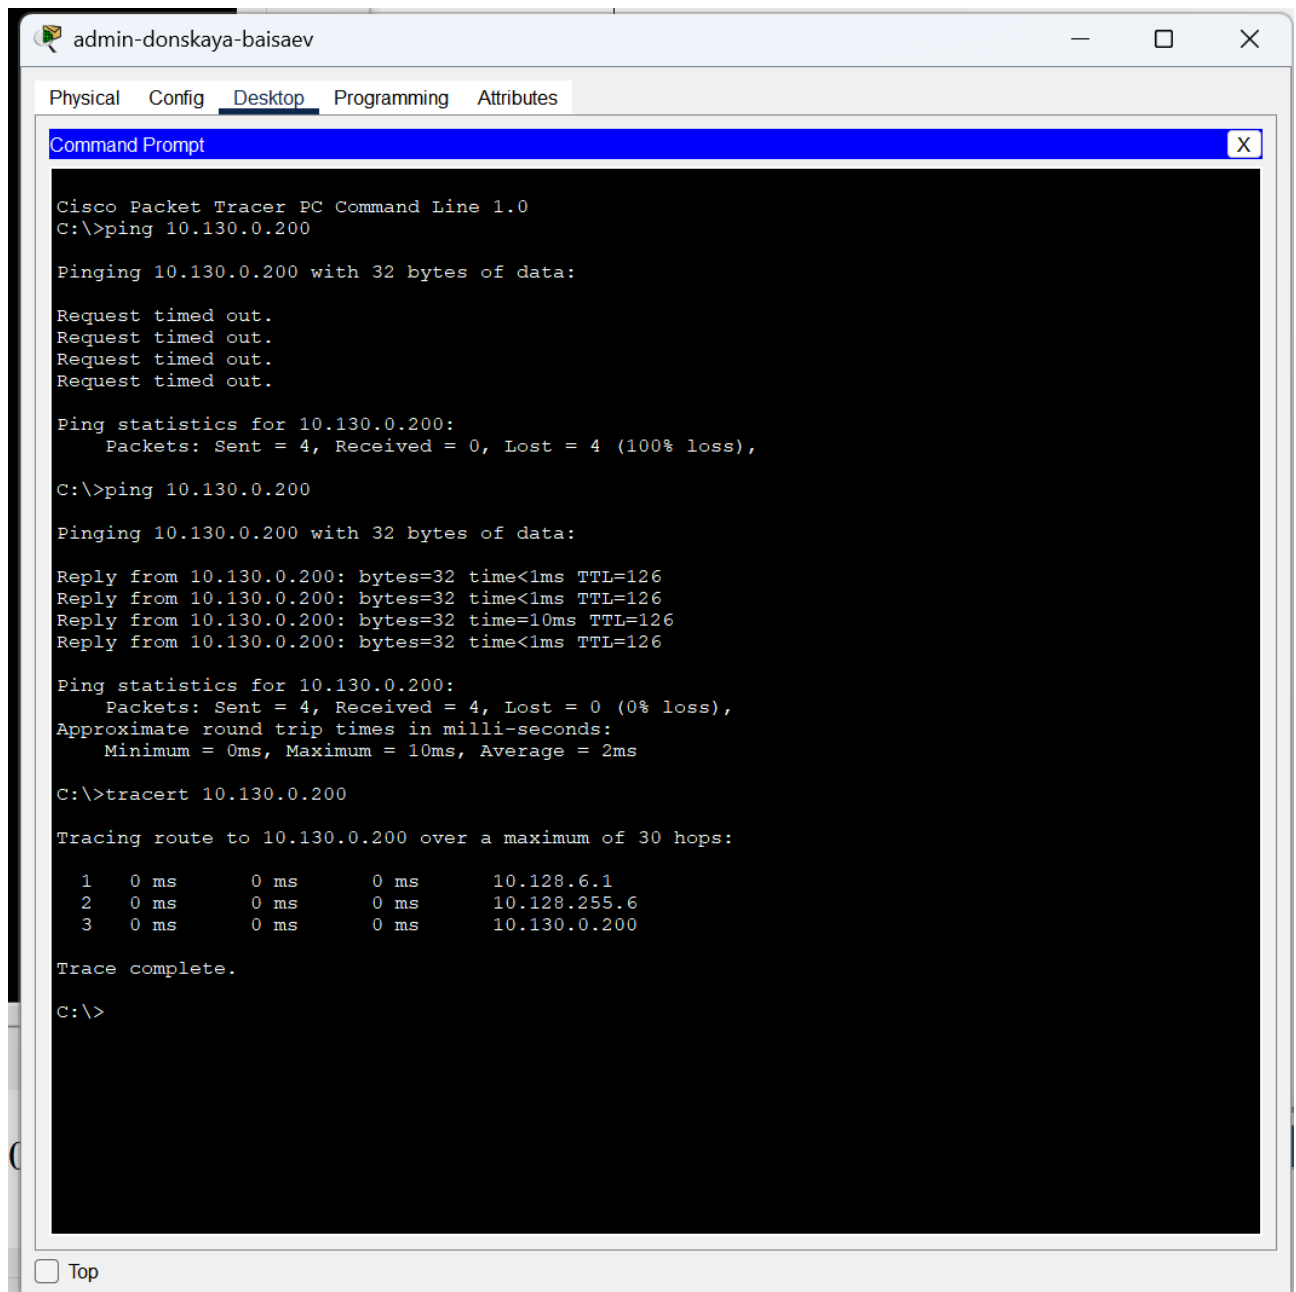 admin-donskaya-baisaev
Physical Config Desktop Programming Attributes
Command Prompt X
Cisco Packet Tracer PC Command Line 1.0
C:\>ping 10.130.0.200
Pinging 10.130.0.200 with 32 bytes of data:
Request timed out.
Request timed out.
Request timed out.
Request timed out.
Ping statistics for 10.130.0.200:
Packets: Sent = 4, Received = 0, Lost = 4 (100% loss),
C:\>ping 10.130.0.200
Pinging 10.130.0.200 with 32 bytes of data:
Reply from 10.130.0.200: bytes=32 time<1ms TTL=126
Reply from 10.130.0.200: bytes=32 time<1ms TTL=126
Reply from 10.130.0.200: bytes=32 time=10ms TTL=126
Reply from 10.130.0.200: bytes=32 time<1ms TTL=126
Ping statistics for 10.130.0.200:
Packets: Sent = 4, Received = 4, Lost = 0 (0% loss),
Approximate round trip times in milli-seconds:
Minimum = 0ms, Maximum = 10ms, Average = 2ms
C:\>tracert 10.130.0.200
Tracing route to 10.130.0.200 over a maximum of 30 hops:
1 0 ms 0 ms 0 ms 10.128.6.1
2 0 ms 0 ms 0 ms 10.128.255.6
3 0 ms 0 ms 0 ms 10.130.0.200
Trace complete.
C:\>
Top